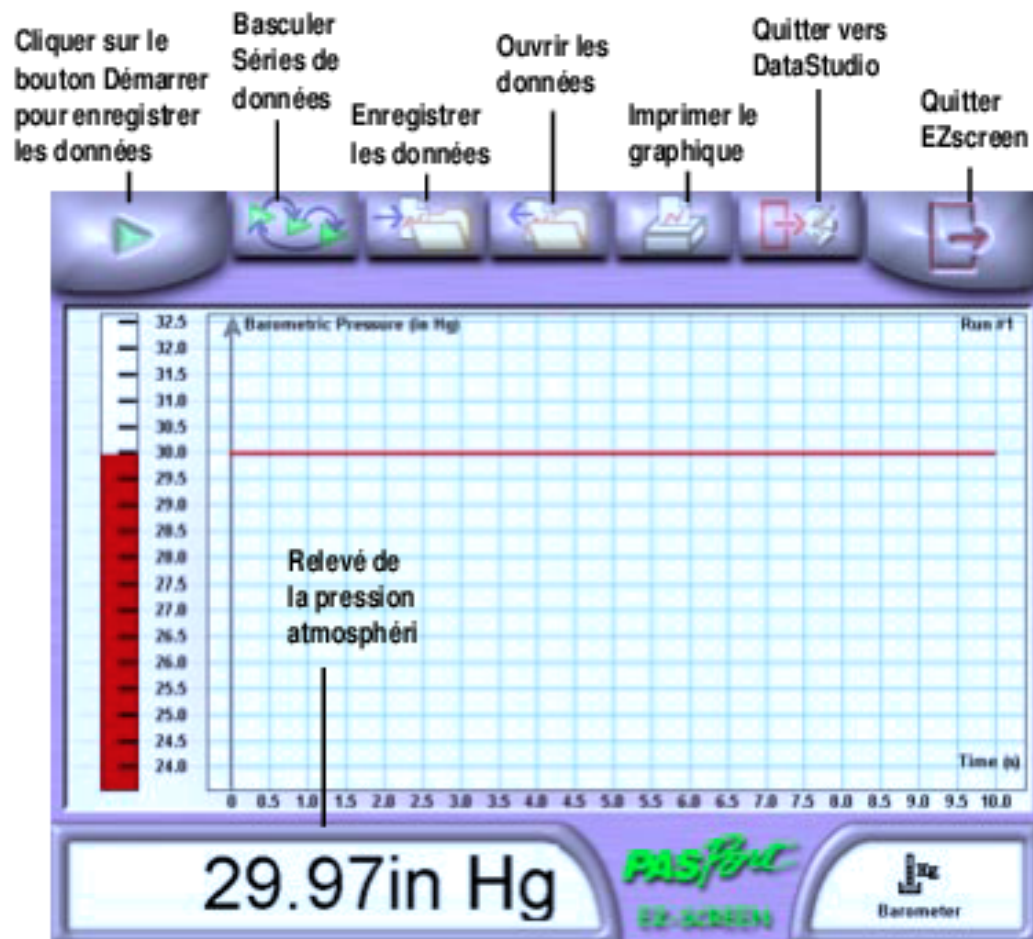 Cliquer sur le
bouton Démarrer
pour enregistrer
les données
Basculer
Séries de
données
Enregistrer
les données
Ouvrir les
données
Imprimer le
graphique
Quitter vers
DataStudio
Quitter
EZscreen
Barometric Pressure (in Hg)
Run #1
32.5
32.0
31.5
31.0
30.5
30.0
29.5
29.0
28.5
28.0
27.5
27.0
26.5
26.0
25.5
25.0
24.5
24.0
Relevé de
la pression
atmosphéri
Time (s)
0 0.5 1.0 1.5 2.0 2.5 3.0 3.5 4.0 4.5 5.0 5.5 6.0 6.5 7.0 7.5 8.0 8.5 9.0 9.5 10.0
29.97in Hg
PASPort
EZ-SCREEN
Hg
Barometer